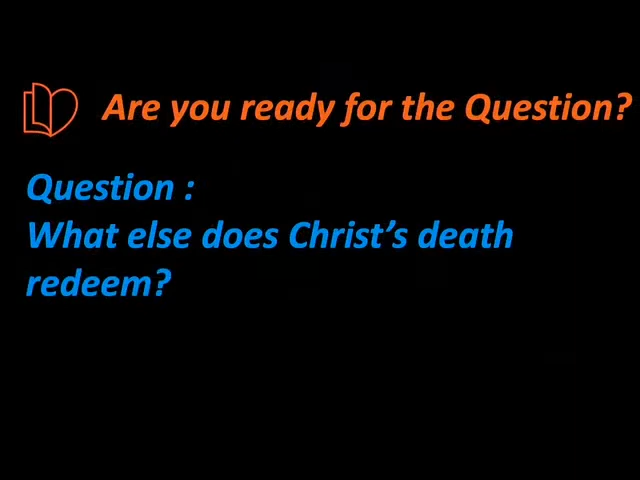 Are you ready for the Question?
Question :
What else does Christ’s death
redeem?